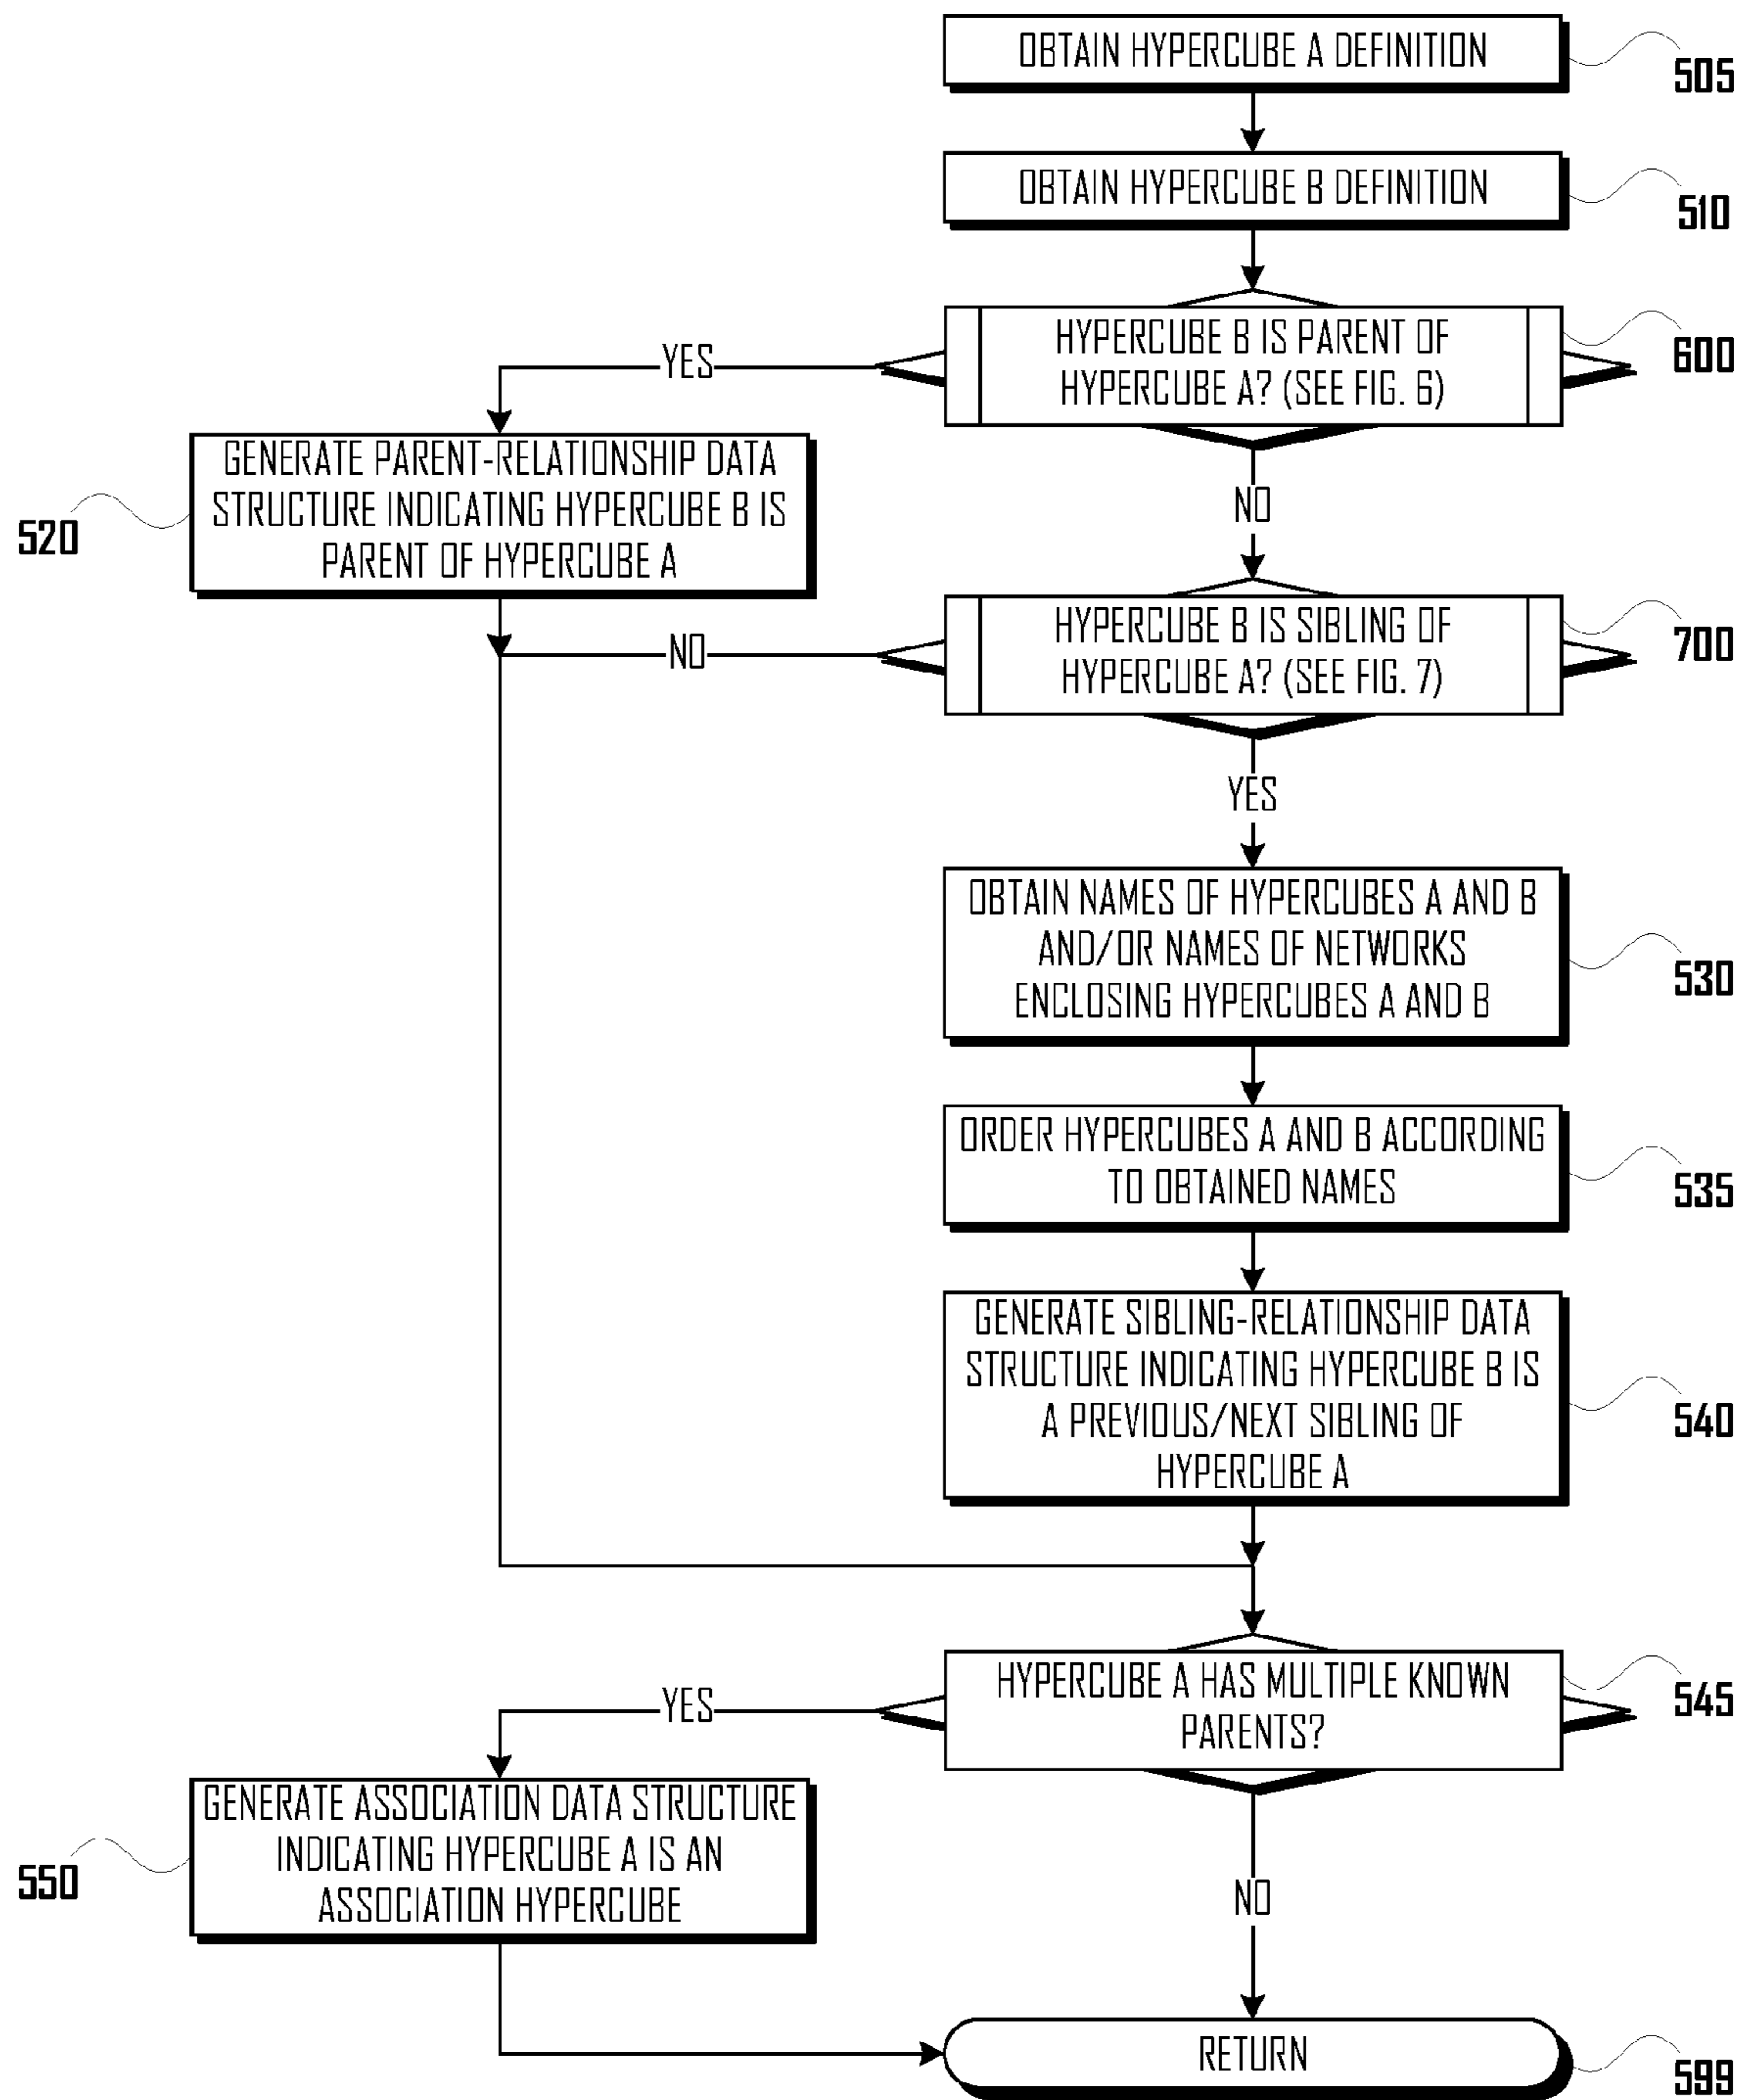 OBTAIN HYPERCUBE A DEFINITION
505
OBTAIN HYPERCUBE B DEFINITION
510
HYPERCUBE B IS PARENT OF
HYPERCUBE A? (SEE FIG. 6)
600
YES
GENERATE PARENT-RELATIONSHIP DATA
STRUCTURE INDICATING HYPERCUBE B IS
PARENT OF HYPERCUBE A
520
NO
HYPERCUBE B IS SIBLING OF
HYPERCUBE A? (SEE FIG. 7)
700
NO
YES
OBTAIN NAMES OF HYPERCUBES A AND B
AND/OR NAMES OF NETWORKS
ENCLOSING HYPERCUBES A AND B
530
ORDER HYPERCUBES A AND B ACCORDING
TO OBTAINED NAMES
535
GENERATE SIBLING-RELATIONSHIP DATA
STRUCTURE INDICATING HYPERCUBE B IS
A PREVIOUS/NEXT SIBLING OF
HYPERCUBE A
540
HYPERCUBE A HAS MULTIPLE KNOWN
PARENTS?
545
YES
GENERATE ASSOCIATION DATA STRUCTURE
INDICATING HYPERCUBE A IS AN
ASSOCIATION HYPERCUBE
550
NO
RETURN
599